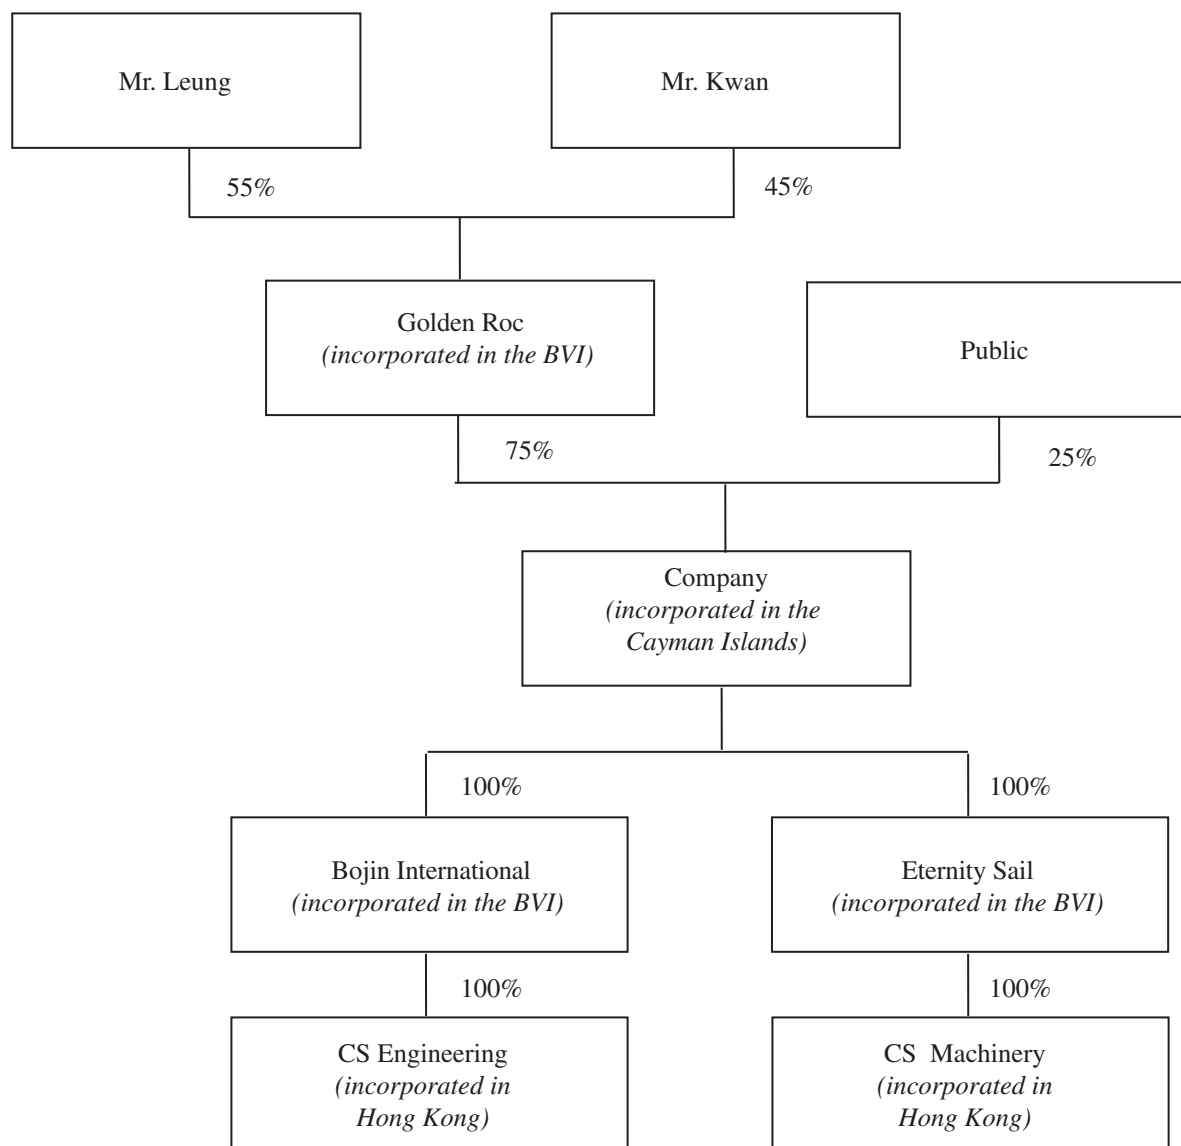 Mr. Leung
Mr. Kwan
55%
45%
Golden Roc
(incorporated in the BVI)
Public
75%
25%
Company
(incorporated in the
Cayman Islands)
100%
100%
Bojin International
(incorporated in the BVI)
Eternity Sail
(incorporated in the BVI)
100%
100%
CS Engineering
(incorporated in
Hong Kong)
CS Machinery
(incorporated in
Hong Kong)